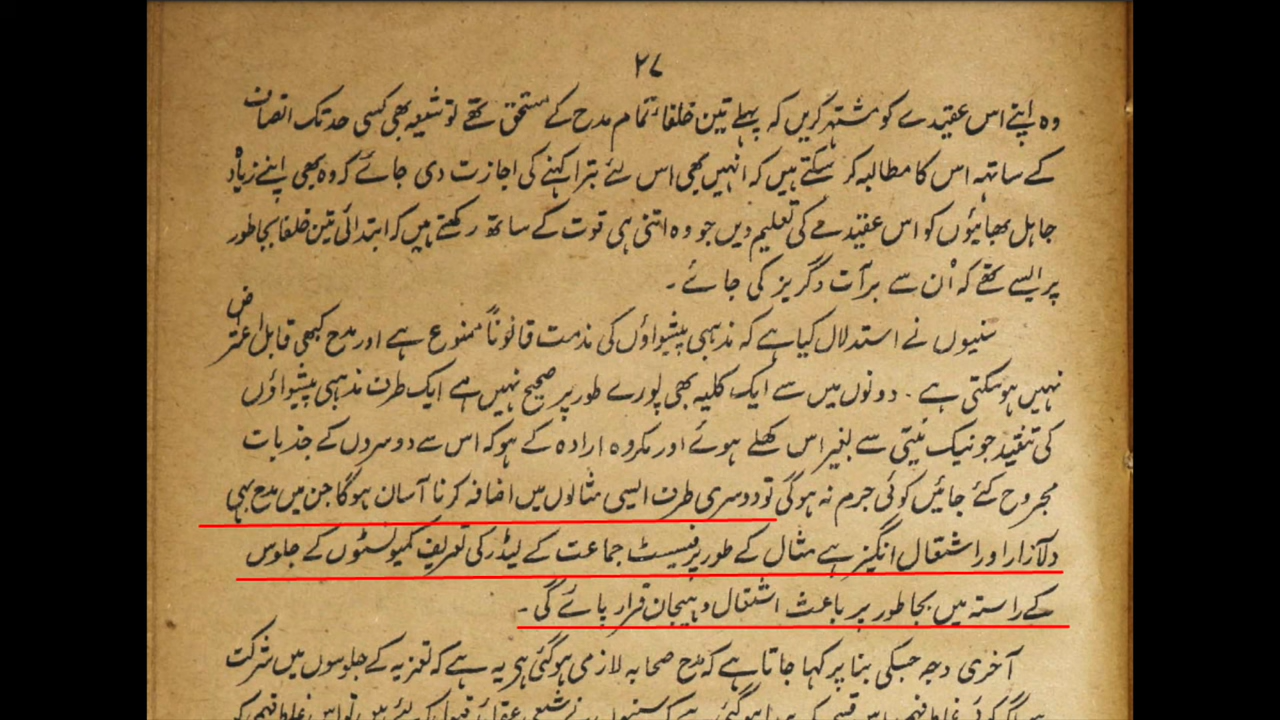 ۲۷
وہ اپنے اس عقیدے کو مشتہر کریں کہ پہلے تین خلفاء تمام مدح کے مستحق تھے تو شیعہ بھی کسی حد تک انصاف
کے ساتہہ اس کا مطالبہ کر سکتے ہیں کہ انہیں بھی اس لئے تبرا کہنے کی اجازت دی جائے کہ وہ بھی اپنے زیادہ
جاہل بھائیوں کو اس عقیدے کی تعلیم دیں جو وہ اتنی ہی قوت کے ساتھ رکھتے ہیں کہ ابتدائی تین خلفا بجا طور
پر ایسے تھے کہ اُن سے برأت و گریز کی جائے۔
سنیوں نے استدلال کیا ہے کہ مذہبی پیشواؤں کی مذمت قانوناً ممنوع ہے اور مدح کبھی قابل اعتراض
نہیں ہو سکتی ہے۔ دونوں میں سے ایک کلیہ بھی پورے طور پر صحیح نہیں ہے ایک طرف مذہبی پیشواؤں
کی تنقید جو نیک نیتی سے بغیر اس کھلے ہوئے اور مکروہ ارادہ کے ہو کہ اس سے دوسروں کے جذبات
مجروح کئے جائیں کوئی جرم نہ ہوگی تو دوسری طرف ایسی مثالوں میں اضافہ کرنا آسان ہوگا جن میں مدح بھی
دلآزار اور اشتعال انگیز ہے مثال کے طور پر فیسسٹ جماعت کے لیڈر کی تعریف کمیونسٹوں کے جلوس
کے راستہ میں بجا طور پر باعث اشتعال و ہیجان قرار پائے گی۔
آخری وجہ جسکی بنا پر کہا جاتا ہے کہ مدح صحابہ لازمی ہو گئی ہی یہ ہے کہ تعزیہ کے جلوسوں میں شرکت